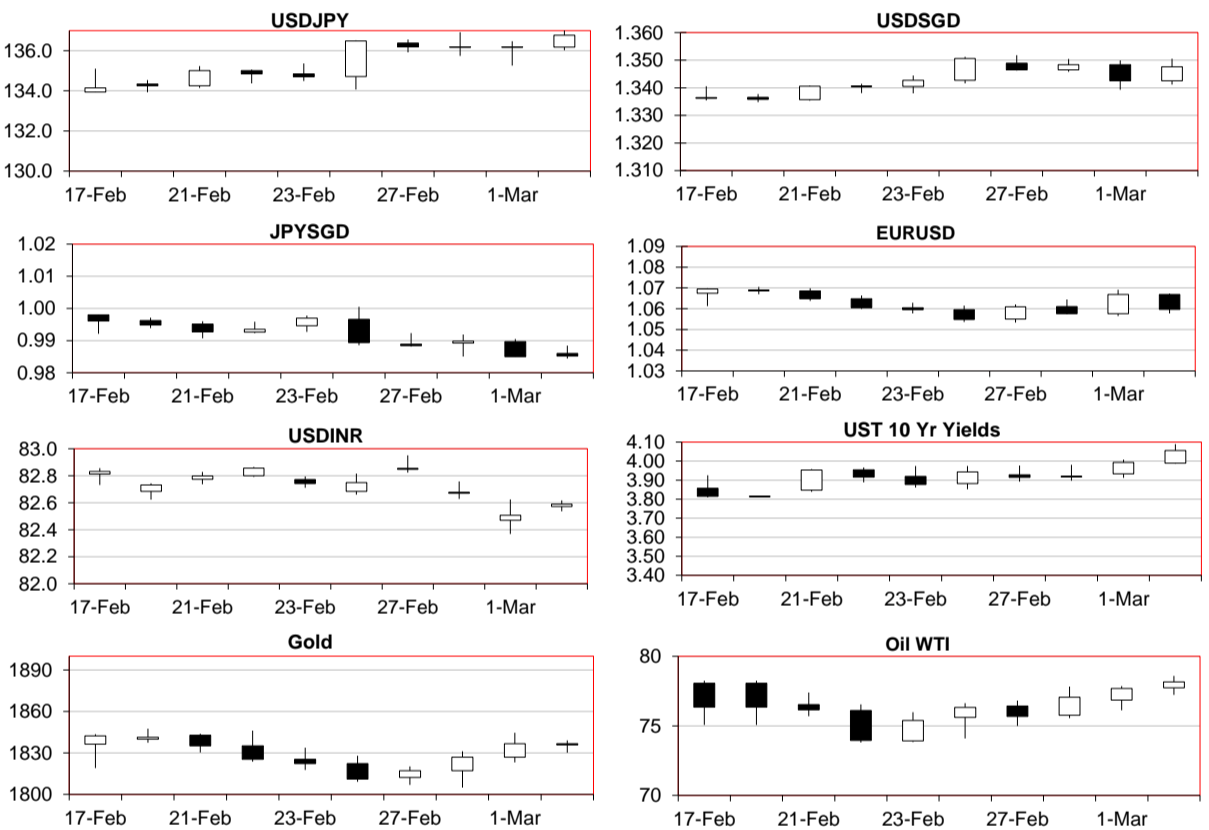 USDJPY
136.0
134.0
132.0
130.0
17-Feb 21-Feb 23-Feb 27-Feb 1-Mar
USDSGD
1.360
1.350
1.340
1.330
1.320
1.310
17-Feb 21-Feb 23-Feb 27-Feb 1-Mar
JPYSGD
1.02
1.01
1.00
0.99
0.98
17-Feb 21-Feb 23-Feb 27-Feb 1-Mar
EURUSD
1.09
1.08
1.07
1.06
1.05
1.04
1.03
17-Feb 21-Feb 23-Feb 27-Feb 1-Mar
USDINR
83.0
82.8
82.6
82.4
82.2
82.0
17-Feb 21-Feb 23-Feb 27-Feb 1-Mar
UST 10 Yr Yields
4.10
4.00
3.90
3.80
3.70
3.60
3.50
3.40
17-Feb 21-Feb 23-Feb 27-Feb 1-Mar
Gold
1890
1860
1830
1800
17-Feb 21-Feb 23-Feb 27-Feb 1-Mar
Oil WTI
80
75
70
17-Feb 21-Feb 23-Feb 27-Feb 1-Mar